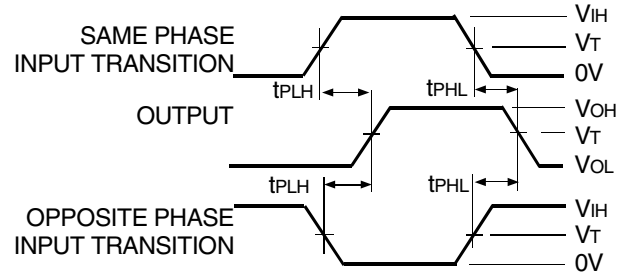 VIH
SAME PHASE
INPUT TRANSITION
VT
0V
tPLH
tPHL
OUTPUT
VOH
VT
VOL
tPLH
tPHL
OPPOSITE PHASE
INPUT TRANSITION
VIH
VT
0V